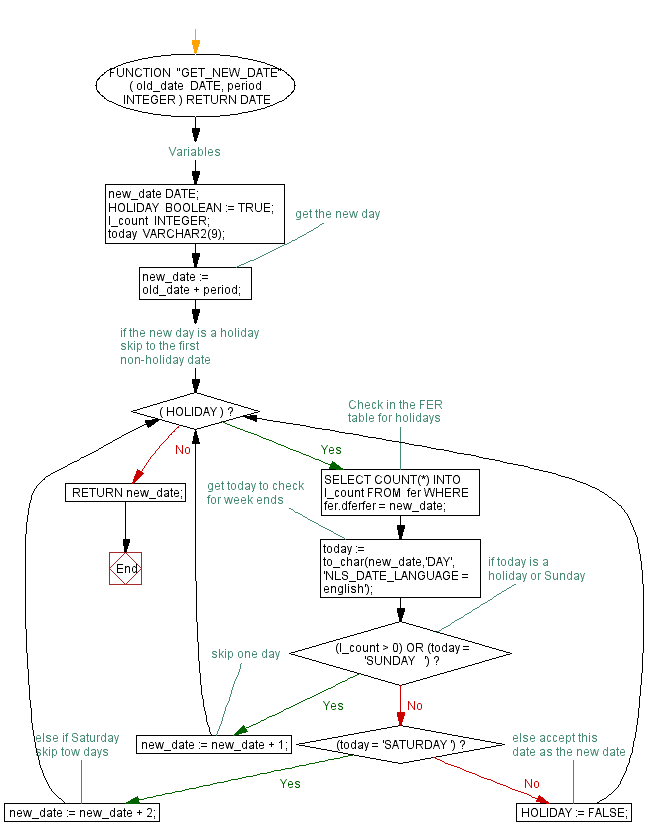 FUNCTION "GET_NEW_DATE"
( old_date DATE, period
INTEGER ) RETURN DATE
Variables
new_date DATE;
HOLIDAY BOOLEAN := TRUE;
l_count INTEGER;
today VARCHAR2(9);
get the new day
new_date :=
old_date + period;
if the new day is a holiday
skip to the first
non-holiday date
( HOLIDAY ) ?
Check in the FER
table for holidays
No
Yes
RETURN new_date;
get today to check
for week ends
SELECT COUNT(*) INTO
l_count FROM fer WHERE
fer.dferfer = new_date;
End
today :=
to_char(new_date,'DAY',
'NLS_DATE_LANGUAGE =
english');
if today is a
holiday or Sunday
(l_count > 0) OR (today =
'SUNDAY ') ?
skip one day
Yes
No
new_date := new_date + 1;
(today = 'SATURDAY ') ?
else if Saturday
skip tow days
else accept this
date as the new date
Yes
No
new_date := new_date + 2;
HOLIDAY := FALSE;